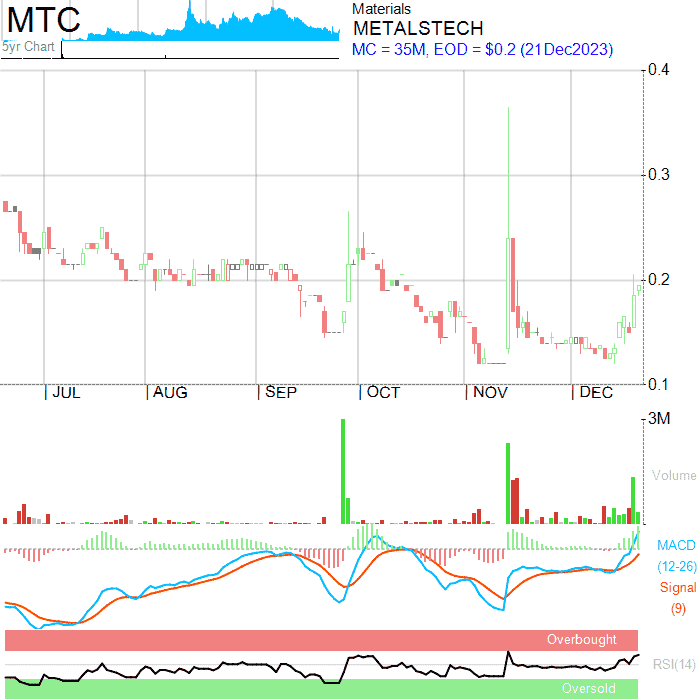 MTC
5yr Chart
Materials
METALSTECH
MC = 35M, EOD = $0.2 (21Dec2023)
0.4
0.3
0.2
0.1
JUL AUG SEP OCT NOV DEC
3M
Volume
MACD
(12-26)
Signal
(9)
Overbought
RSI(14)
Oversold